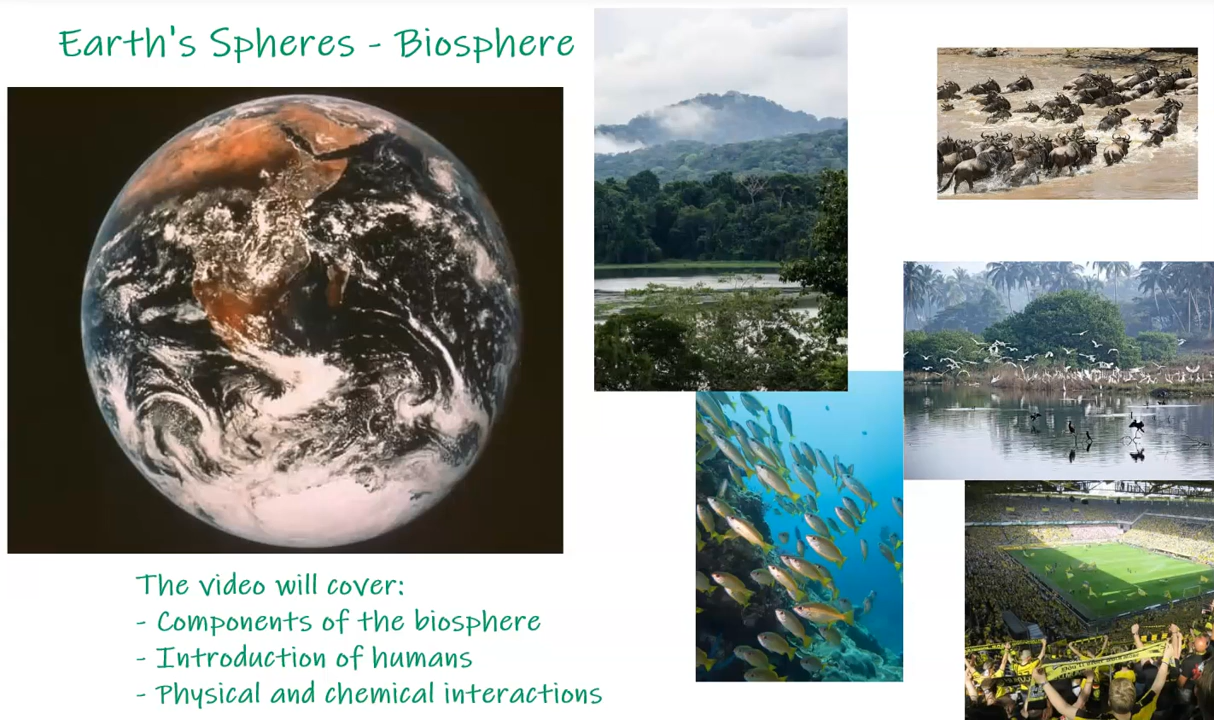 Earth's Spheres - Biosphere
The video will cover:
- Components of the biosphere
- Introduction of humans
- Physical and chemical interactions